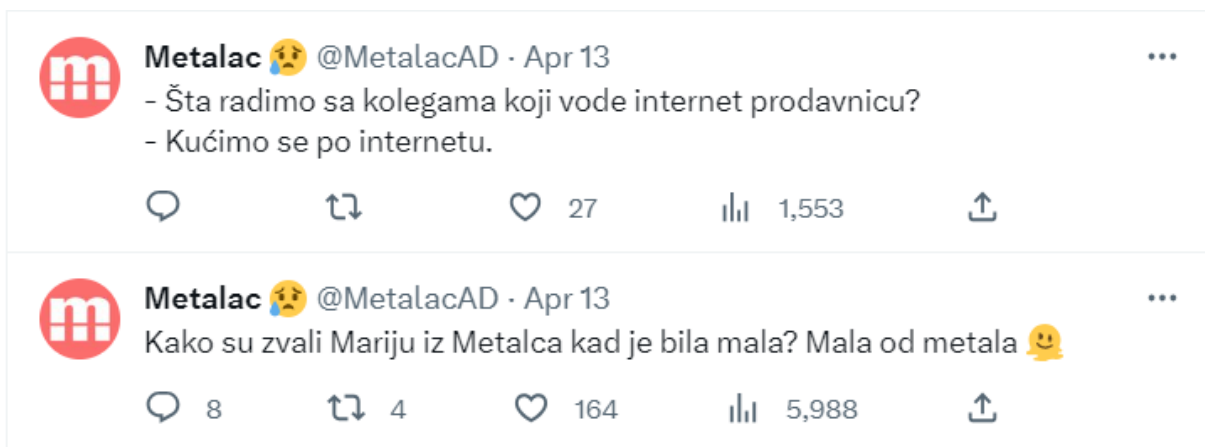 Metalac 😥 @MetalacAD · Apr 13
- Šta radimo sa kolegama koji vode internet prodavnicu?
- Kućimo se po internetu.
27 1,553
Metalac 😥 @MetalacAD · Apr 13
Kako su zvali Mariju iz Metalca kad je bila mala? Mala od metala 🫠
8 4 164 5,988